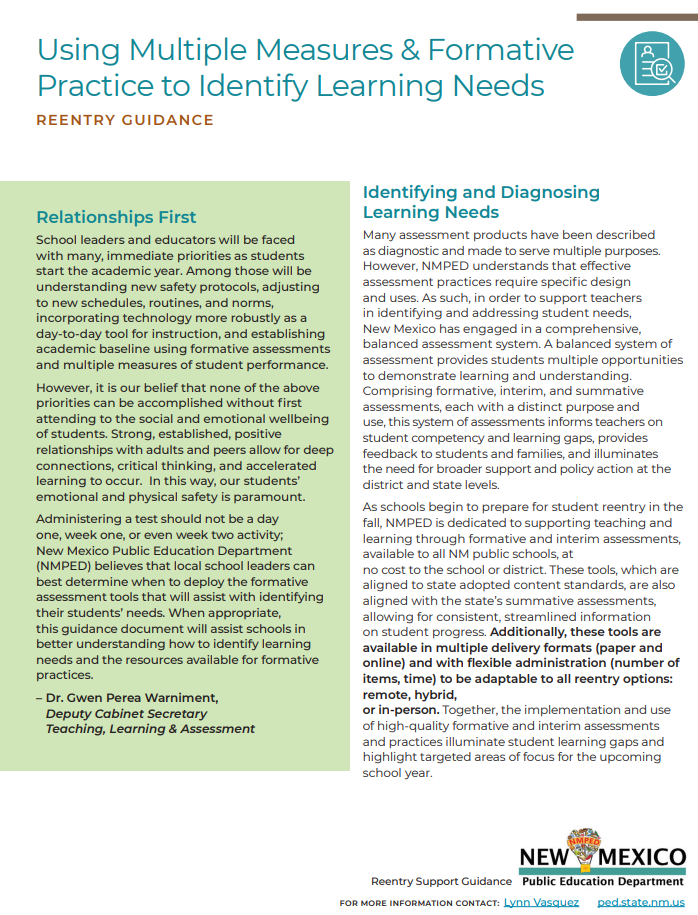 Using Multiple Measures & Formative
Practice to Identify Learning Needs
REENTRY GUIDANCE
Relationships First
School leaders and educators will be faced
with many, immediate priorities as students
start the academic year. Among those will be
understanding new safety protocols, adjusting
to new schedules, routines, and norms,
incorporating technology more robustly as a
day-to-day tool for instruction, and establishing
academic baseline using formative assessments
and multiple measures of student performance.
However, it is our belief that none of the above
priorities can be accomplished without first
attending to the social and emotional wellbeing
of students. Strong, established, positive
relationships with adults and peers allow for deep
connections, critical thinking, and accelerated
learning to occur. In this way, our students’
emotional and physical safety is paramount.
Administering a test should not be a day
one, week one, or even week two activity;
New Mexico Public Education Department
(NMPED) believes that local school leaders can
best determine when to deploy the formative
assessment tools that will assist with identifying
their students’ needs. When appropriate,
this guidance document will assist schools in
better understanding how to identify learning
needs and the resources available for formative
practices.
– Dr. Gwen Perea Warniment,
Deputy Cabinet Secretary
Teaching, Learning & Assessment
Identifying and Diagnosing
Learning Needs
Many assessment products have been described
as diagnostic and made to serve multiple purposes.
However, NMPED understands that effective
assessment practices require specific design
and uses. As such, in order to support teachers
in identifying and addressing student needs,
New Mexico has engaged in a comprehensive,
balanced assessment system. A balanced system of
assessment provides students multiple opportunities
to demonstrate learning and understanding.
Comprising formative, interim, and summative
assessments, each with a distinct purpose and
use, this system of assessments informs teachers on
student competency and learning gaps, provides
feedback to students and families, and illuminates
the need for broader support and policy action at the
district and state levels.
As schools begin to prepare for student reentry in the
fall, NMPED is dedicated to supporting teaching and
learning through formative and interim assessments,
available to all NM public schools, at
no cost to the school or district. These tools, which are
aligned to state adopted content standards, are also
aligned with the state’s summative assessments,
allowing for consistent, streamlined information
on student progress. Additionally, these tools are
available in multiple delivery formats (paper and
online) and with flexible administration (number of
items, time) to be adaptable to all reentry options:
remote, hybrid,
or in-person. Together, the implementation and use
of high-quality formative and interim assessments
and practices illuminate student learning gaps and
highlight targeted areas of focus for the upcoming
school year.
NMPED
NEW MEXICO
Reentry Support Guidance Public Education Department
FOR MORE INFORMATION CONTACT: Lynn Vasquez ped.state.nm.us